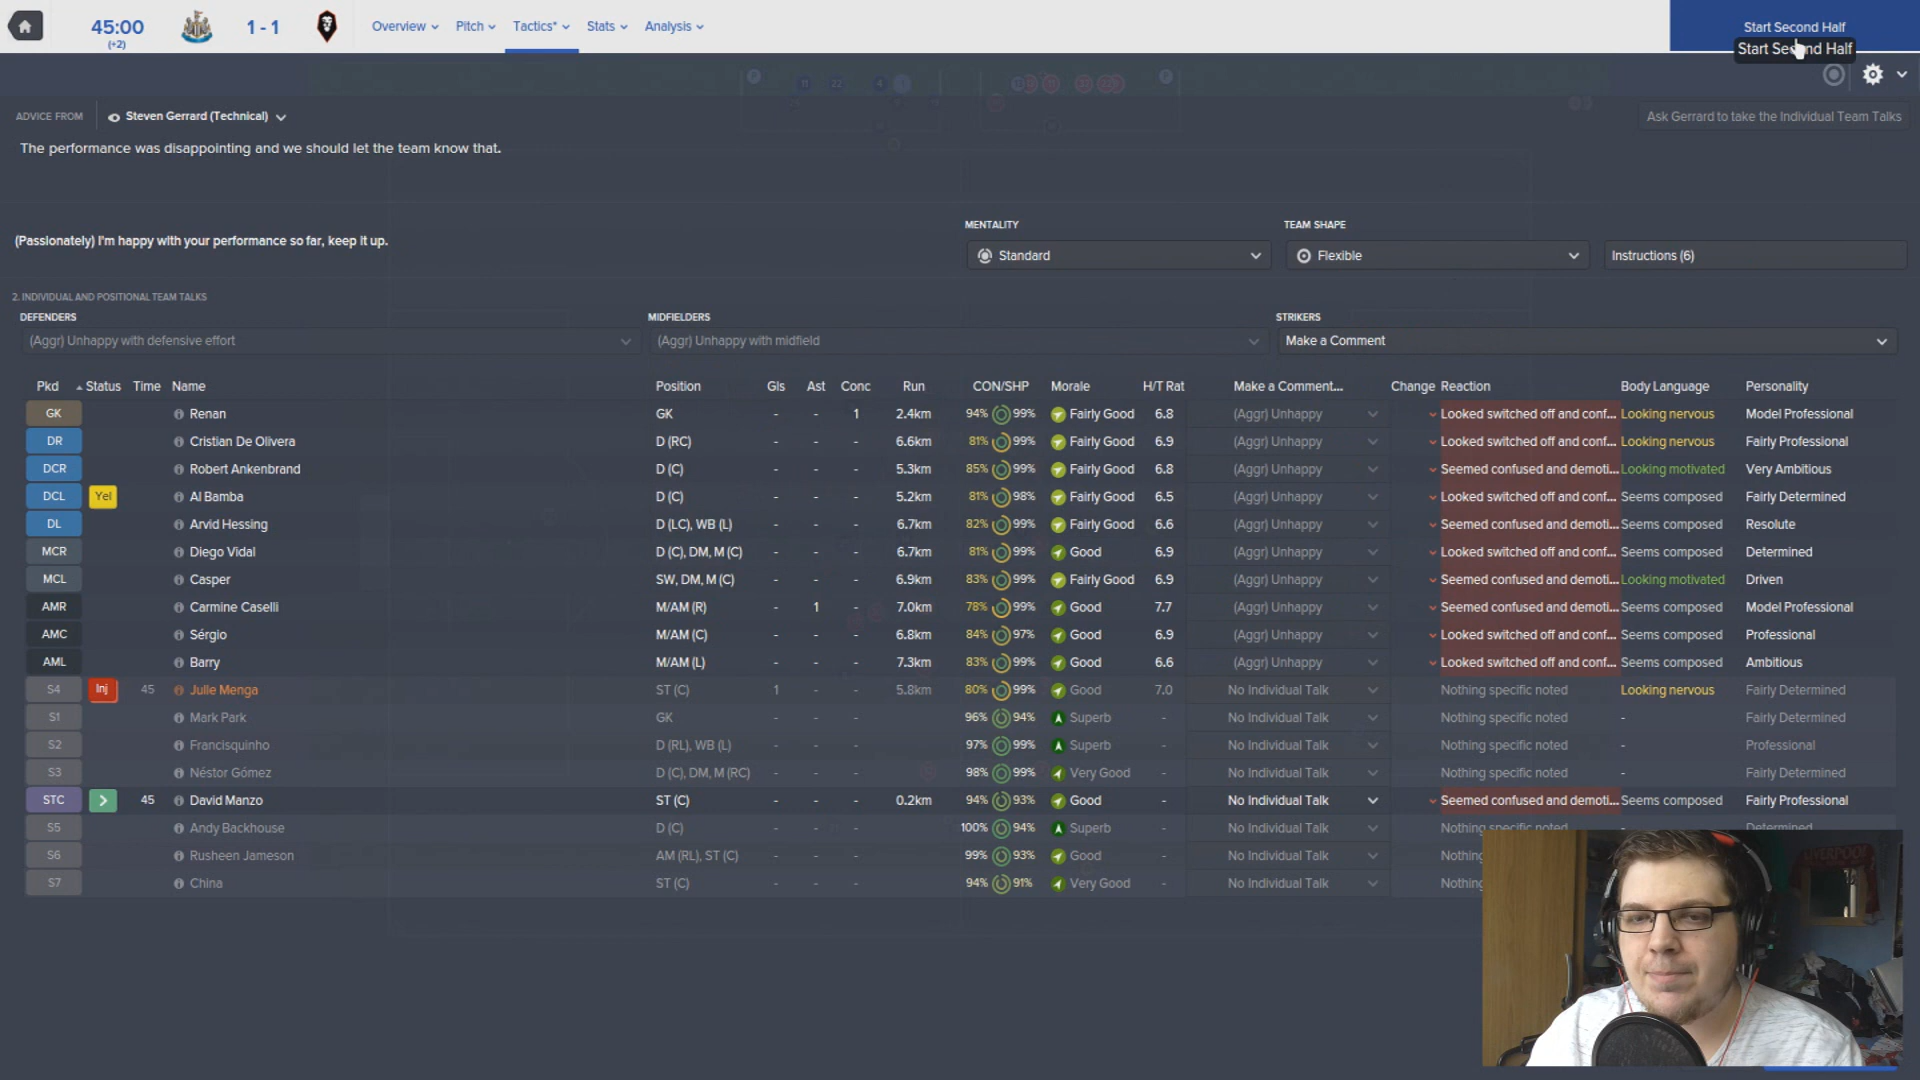 45:00
(+2)
1 - 1
Overview
Pitch
Tactics*
Stats
Analysis
Start Second Half
Start Second Half
ADVICE FROM
Steven Gerrard (Technical)
Ask Gerrard to take the Individual Team Talks
The performance was disappointing and we should let the team know that.
(Passionately) I'm happy with your performance so far, keep it up.
MENTALITY
Standard
TEAM SHAPE
Flexible
Instructions (6)
2. INDIVIDUAL AND POSITIONAL TEAM TALKS
DEFENDERS MIDFIELDERS STRIKERS
(Aggr) Unhappy with defensive effort (Aggr) Unhappy with midfield Make a Comment
Pkd Status Time Name Position Gls Ast Conc Run CON/SHP Morale H/T Rat Make a Comment... Change Reaction Body Language Personality
GK Renan GK - - 1 2.4km 94% 99% Fairly Good 6.8 (Aggr) Unhappy Looked switched off and conf... Looking nervous Model Professional
DR Cristian De Olivera D (RC) - - - 6.6km 81% 99% Fairly Good 6.9 (Aggr) Unhappy Looked switched off and conf... Looking nervous Fairly Professional
DCR Robert Ankenbrand D (C) - - - 5.3km 85% 99% Fairly Good 6.8 (Aggr) Unhappy Seemed confused and demoti... Looking motivated Very Ambitious
DCL Yel Al Bamba D (C) - - - 5.2km 81% 98% Fairly Good 6.5 (Aggr) Unhappy Looked switched off and conf... Seems composed Fairly Determined
DL Arvid Hessing D (LC), WB (L) - - - 6.7km 82% 99% Fairly Good 6.6 (Aggr) Unhappy Seemed confused and demoti... Seems composed Resolute
MCR Diego Vidal D (C), DM, M (C) - - - 6.7km 81% 99% Good 6.9 (Aggr) Unhappy Looked switched off and conf... Seems composed Determined
MCL Casper SW, DM, M (C) - - - 6.9km 83% 99% Fairly Good 6.9 (Aggr) Unhappy Seemed confused and demoti... Looking motivated Driven
AMR Carmine Caselli M/AM (R) - 1 - 7.0km 78% 99% Good 7.7 (Aggr) Unhappy Seemed confused and demoti... Seems composed Model Professional
AMC Sérgio M/AM (C) - - - 6.8km 84% 97% Good 6.9 (Aggr) Unhappy Looked switched off and conf... Seems composed Professional
AML Barry M/AM (L) - - - 7.3km 83% 99% Good 6.6 (Aggr) Unhappy Looked switched off and conf... Seems composed Ambitious
S4 Inj 45 Julie Menga ST (C) 1 - - 5.8km 80% 99% Good 7.0 No Individual Talk Nothing specific noted Looking nervous Fairly Determined
S1 Mark Park GK - - - 96% 94% Superb - No Individual Talk Nothing specific noted - Fairly Determined
S2 Francisquinho D (RL), WB (L) - - - 97% 99% Superb - No Individual Talk Nothing specific noted - Professional
S3 Néstor Gómez D (C), DM, M (RC) - - - 98% 99% Very Good - No Individual Talk Nothing specific noted - Fairly Determined
STC 45 David Manzo ST (C) - - - 0.2km 94% 93% Good - No Individual Talk Seemed confused and demoti... Seems composed Fairly Professional
S5 Andy Backhouse D (C) - - - 100% 94% Superb - No Individual Talk Nothing specific noted - Determined
S6 Rusheen Jameson AM (RL), ST (C) - - - 99% 93% Good - No Individual Talk Nothing
S7 China ST (C) - - - 94% 91% Very Good - No Individual Talk Nothing